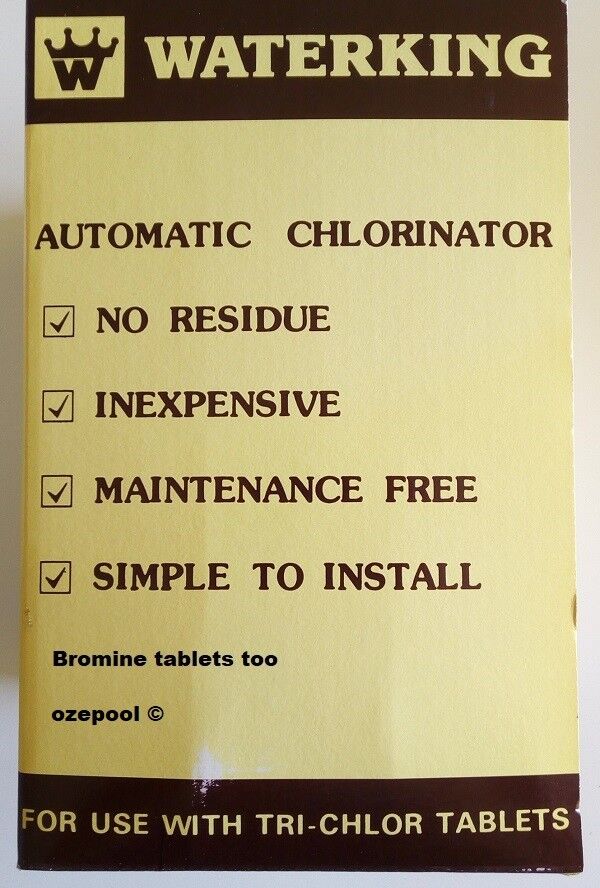 W
WATERKING
AUTOMATIC CHLORINATOR
NO RESIDUE
INEXPENSIVE
MAINTENANCE FREE
SIMPLE TO INSTALL
Bromine tablets too
ozepool ©
FOR USE WITH TRI-CHLOR TABLETS